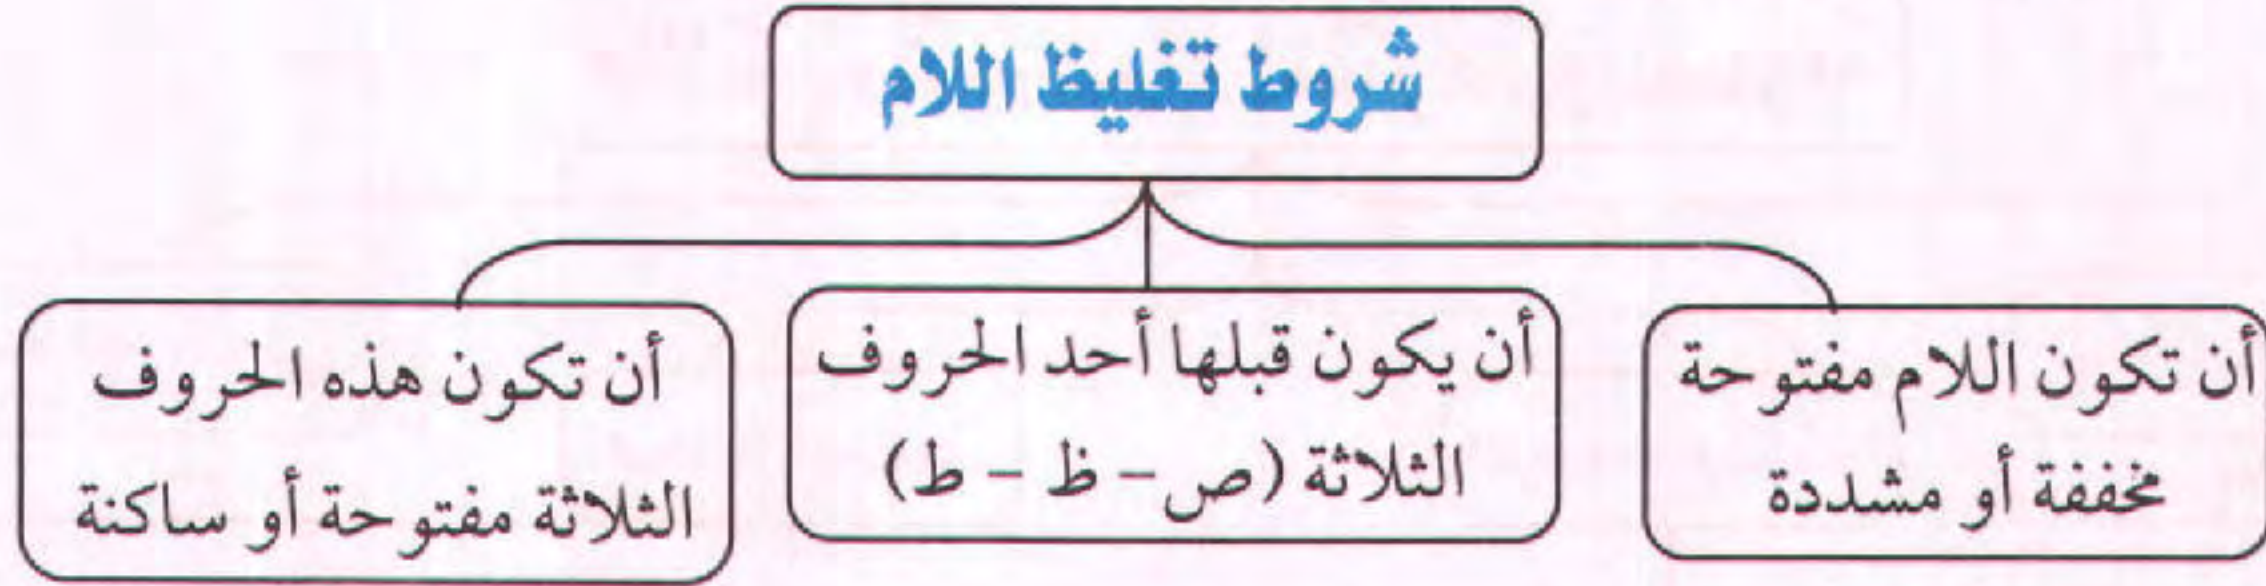 شروط تغليظ اللام
أن تكون اللام مفتوحة
مخففة أو مشددة
أن يكون قبلها أحد الحروف
الثلاثة (ص - ظ - ط)
أن تكون هذه الحروف
الثلاثة مفتوحة أو ساكنة